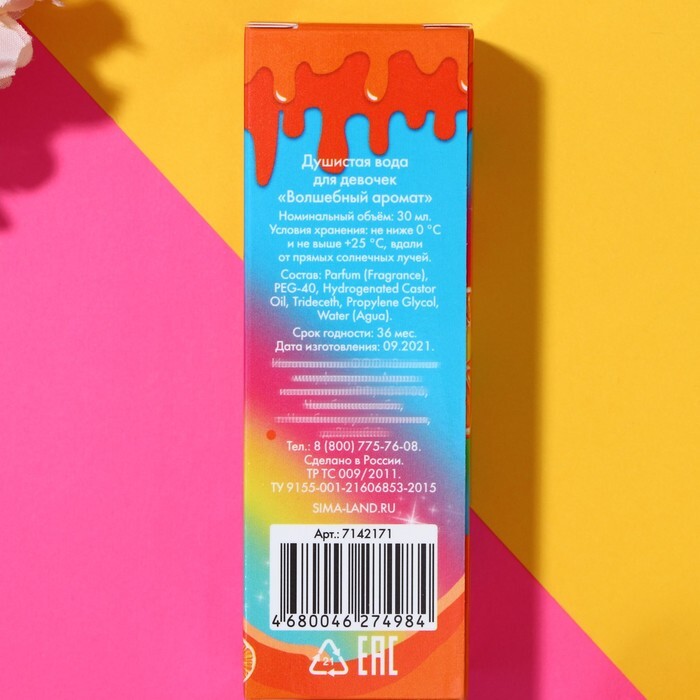 Душистая вода
для девочек
«Волшебный аромат»
Номинальный объём: 30 мл.
Условия хранения: не ниже 0 °С
и не выше +25 °С, вдали
от прямых солнечных лучей.
Состав: Parfum (Fragrance),
PEG-40, Hydrogenated Castor
Oil, Trideceth, Propylene Glycol,
Water (Agua).
Срок годности: 36 мес.
Дата изготовления: 09.2021.
Тел.: 8 (800) 775-76-08.
Сделано в России.
ТР ТС 009/2011.
ТУ 9155-001-21606853-2015
SIMA-LAND.RU
Арт.: 7142171
4 680046 274984
21 EAC